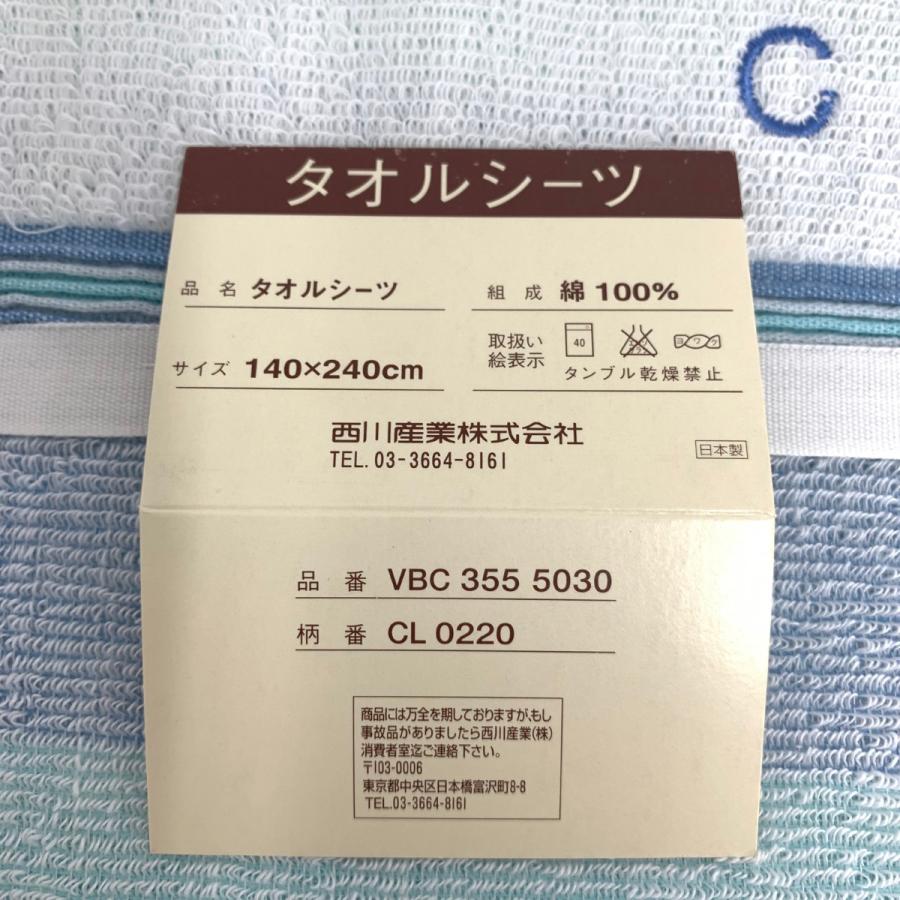 C
タオルシーツ
品名 タオルシーツ
組成 綿 100%
サイズ 140×240cm
取扱い
絵表示
40
ヨワク
タンブル乾燥禁止
西川産業株式会社
TEL. 03-3664-8161
日本製
品番 VBC 355 5030
柄番 CL 0220
商品には万全を期しておりますが、もし
事故品がありましたら西川産業(株)
消費者室迄ご連絡下さい。
〒103-0006
東京都中央区日本橋富沢町8-8
TEL.03-3664-8161